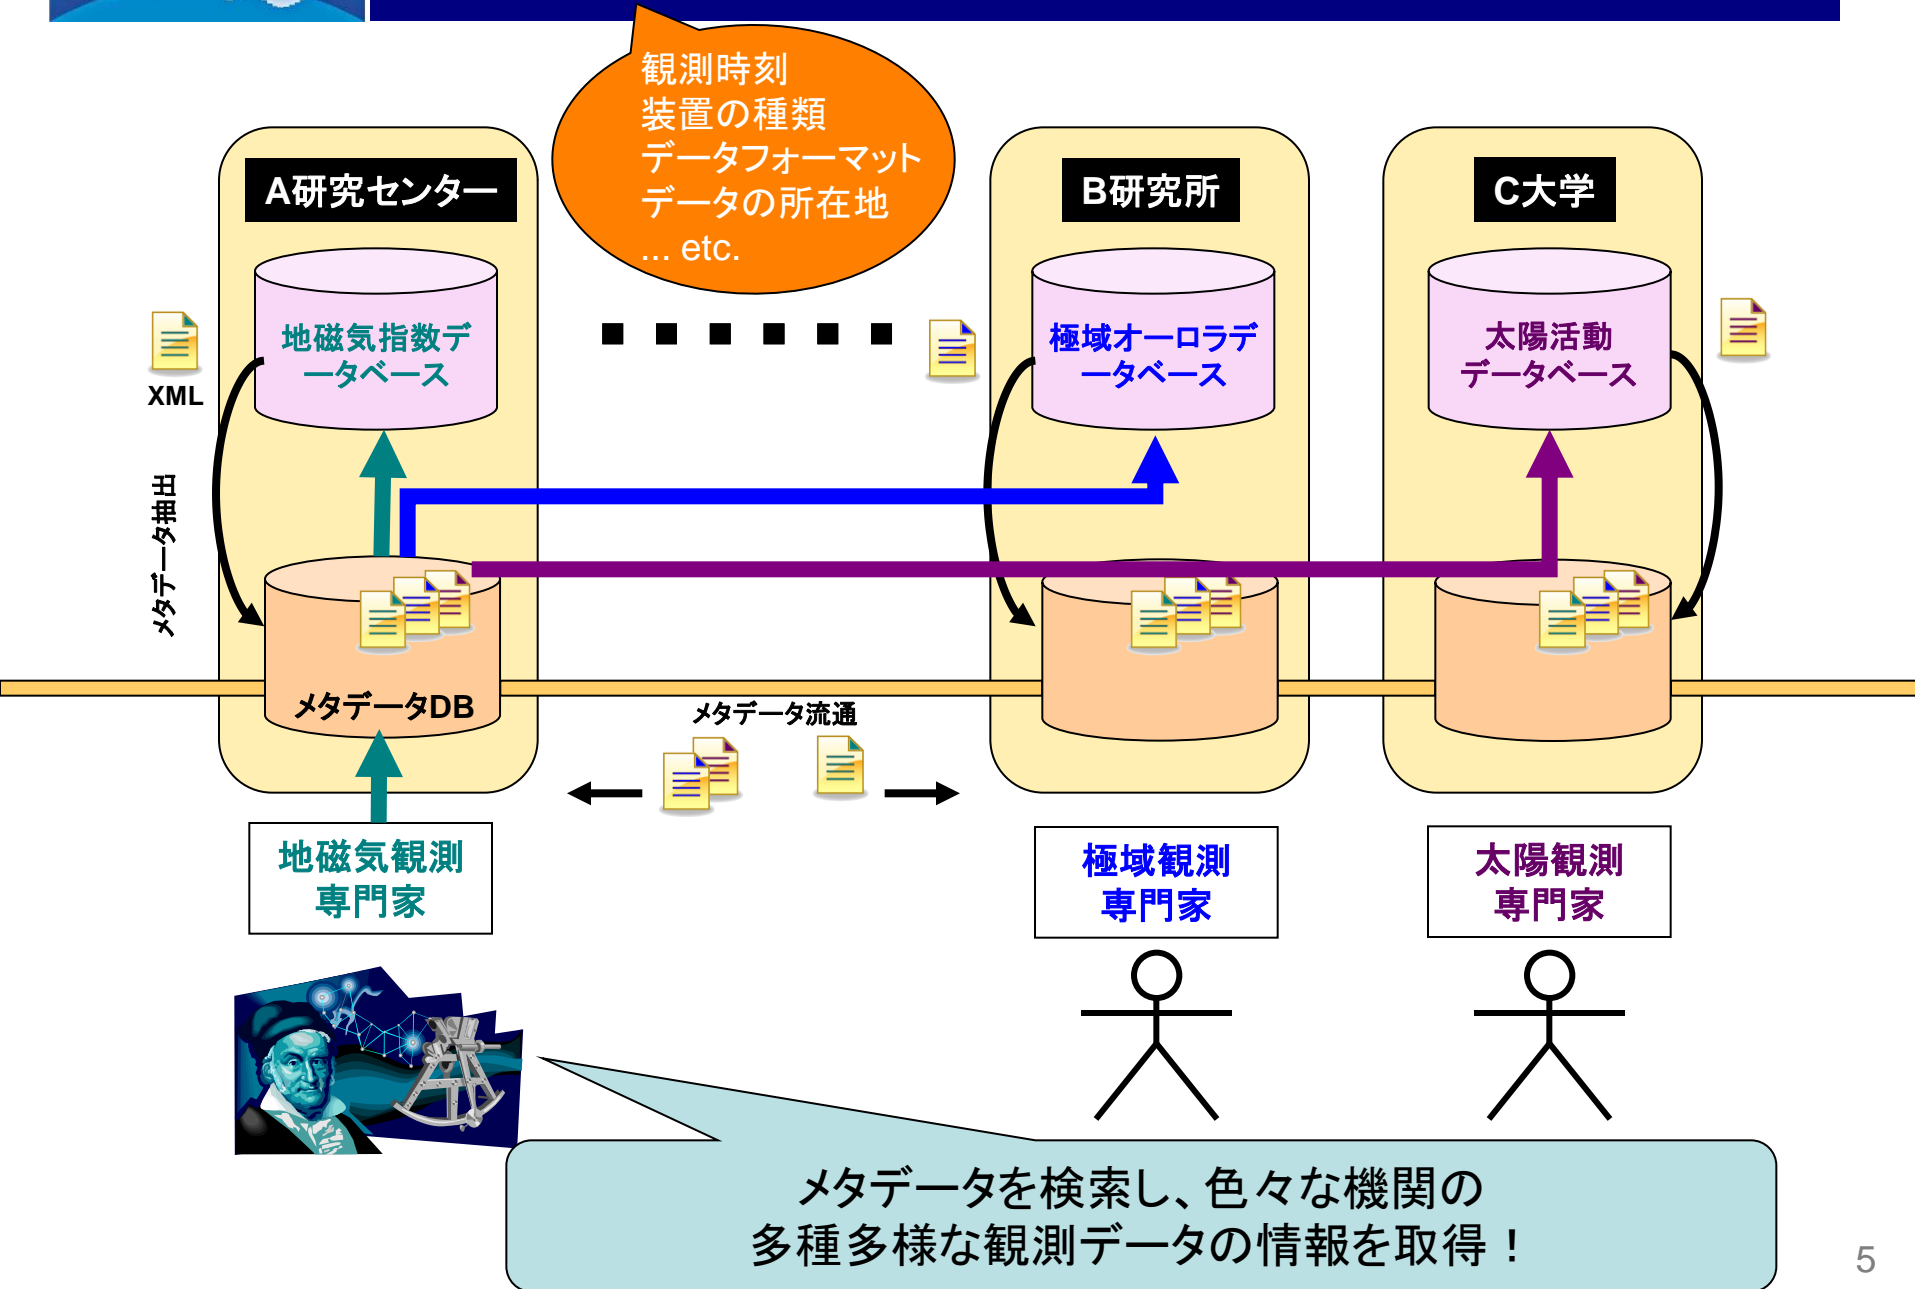 観測時刻
装置の種類
データフォーマット
データの所在地
... etc.
A研究センター
B研究所
C大学
地磁気指数デ
ータベース
極域オーロラデ
ータベース
太陽活動
データベース
XML
メタデータ抽出
メタデータDB
メタデータ流通
地磁気観測
専門家
極域観測
専門家
太陽観測
専門家
メタデータを検索し、色々な機関の
多種多様な観測データの情報を取得！
5